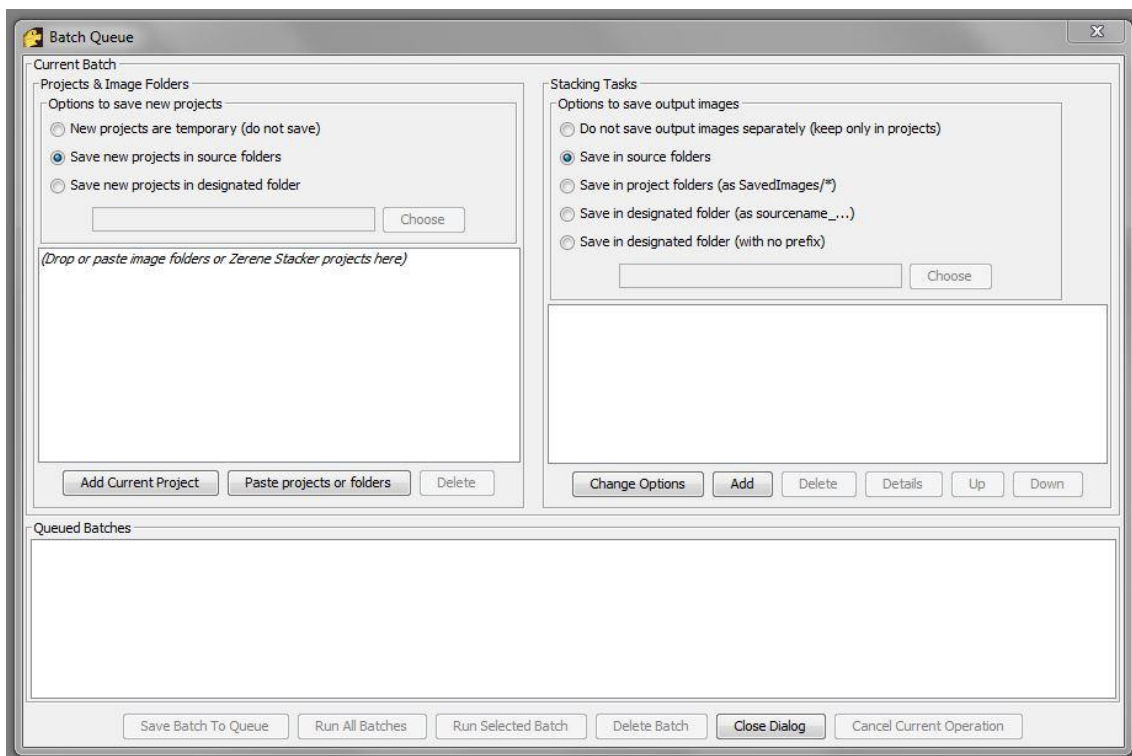 Batch Queue
Current Batch
Projects & Image Folders
Options to save new projects
New projects are temporary (do not save)
Save new projects in source folders
Save new projects in designated folder
Choose
(Drop or paste image folders or Zerene Stacker projects here)
Add Current Project
Paste projects or folders
Delete
Stacking Tasks
Options to save output images
Do not save output images separately (keep only in projects)
Save in source folders
Save in project folders (as SavedImages/*)
Save in designated folder (as sourcename_...)
Save in designated folder (with no prefix)
Choose
Change Options
Add
Delete
Details
Up
Down
Queued Batches
Save Batch To Queue
Run All Batches
Run Selected Batch
Delete Batch
Close Dialog
Cancel Current Operation